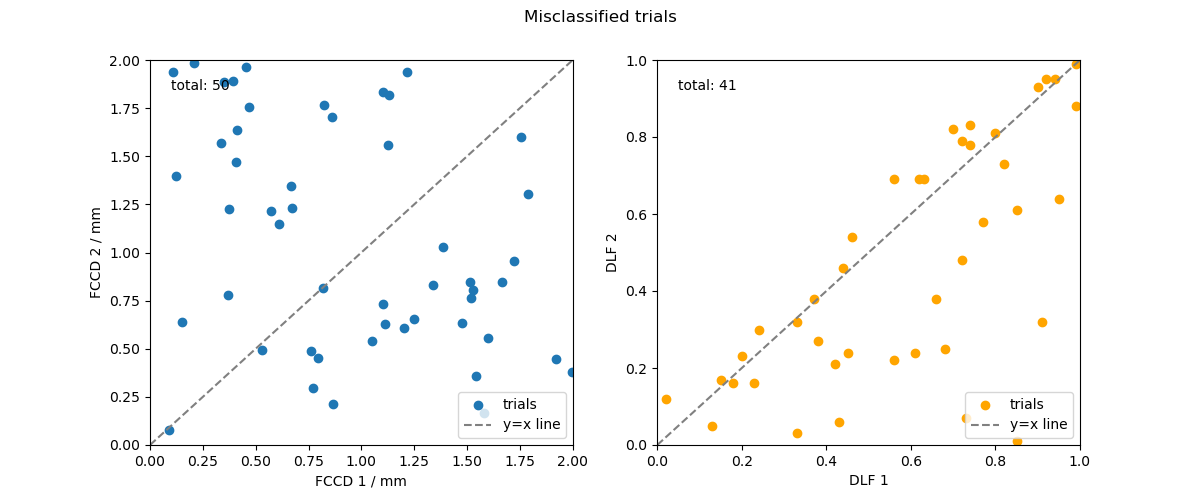 Misclassified trials
total: 50
FCCD 2 / mm
2.00
1.75
1.50
1.25
1.00
0.75
0.50
0.25
0.00
0.00 0.25 0.50 0.75 1.00 1.25 1.50 1.75 2.00
FCCD 1 / mm
trials
y=x line
total: 41
DLF 2
1.0
0.8
0.6
0.4
0.2
0.0
0.0 0.2 0.4 0.6 0.8 1.0
DLF 1
trials
y=x line